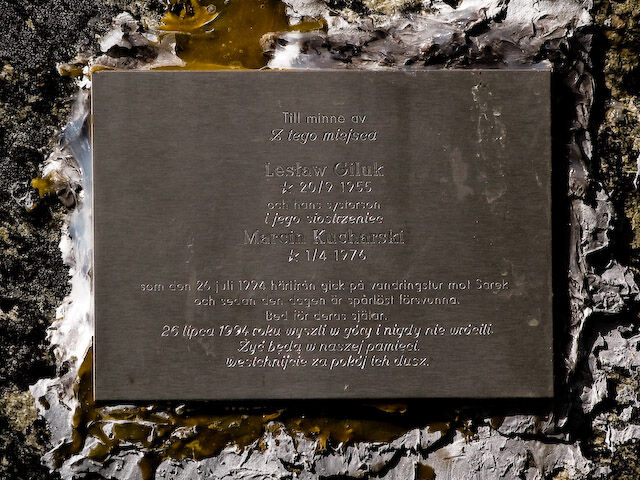 Till minne av
Z tego miejsca
Lesław Giluk
* 20/9 1955
och hans systerson
i jego siostrzeniec
Marcin Kucharski
* 1/4 1976
som den 26 juli 1994 härifrån gick på vandringstur mot Sarek
och sedan den dagen är spårlöst försvunna.
Bed för deras själar.
26 lipca 1994 roku wyszli w góry i nigdy nie wrócili.
Żyć będą w naszej pamięci.
westchnijcie za pokój ich dusz.